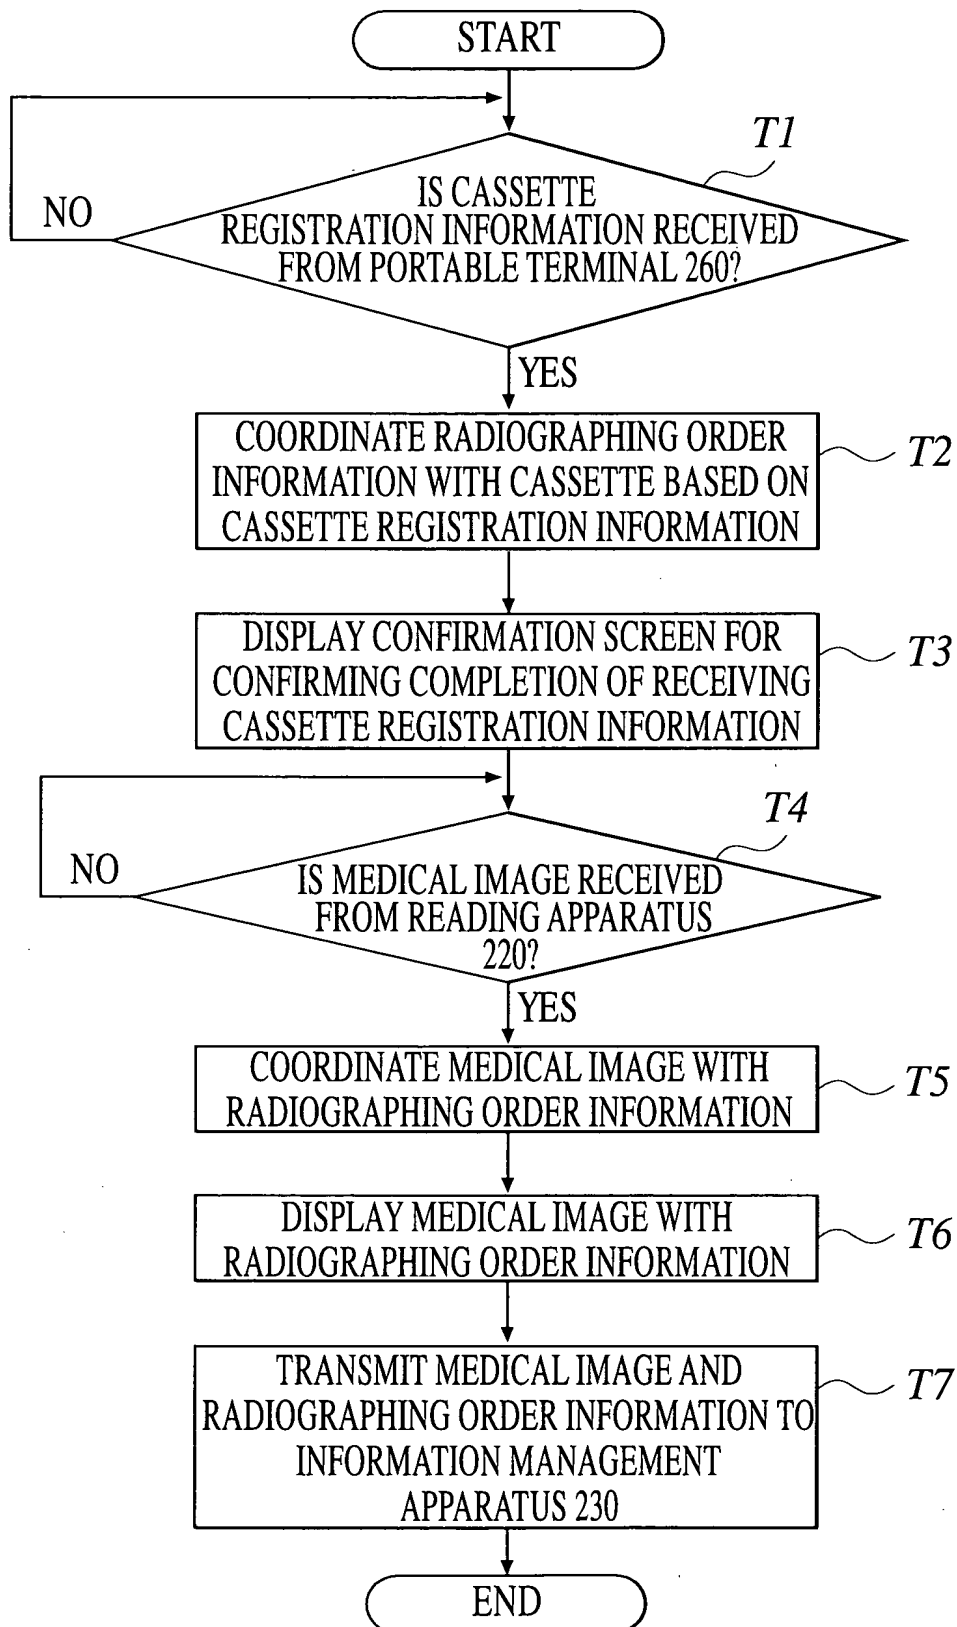 START
T1
IS CASSETTE
REGISTRATION INFORMATION RECEIVED
FROM PORTABLE TERMINAL 260?
NO
YES
COORDINATE RADIOGRAPHING ORDER
INFORMATION WITH CASSETTE BASED ON
CASSETTE REGISTRATION INFORMATION
T2
DISPLAY CONFIRMATION SCREEN FOR
CONFIRMING COMPLETION OF RECEIVING
CASSETTE REGISTRATION INFORMATION
T3
T4
IS MEDICAL IMAGE RECEIVED
FROM READING APPARATUS
220?
NO
YES
COORDINATE MEDICAL IMAGE WITH
RADIOGRAPHING ORDER INFORMATION
T5
DISPLAY MEDICAL IMAGE WITH
RADIOGRAPHING ORDER INFORMATION
T6
TRANSMIT MEDICAL IMAGE AND
RADIOGRAPHING ORDER INFORMATION TO
INFORMATION MANAGEMENT
APPARATUS 230
T7
END